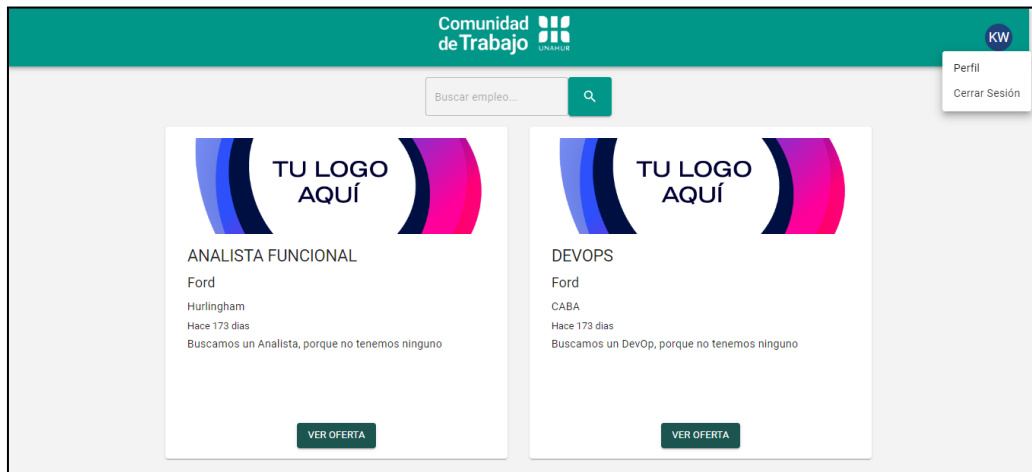 Comunidad
de Trabajo
UNAHUR
KW
Perfil
Cerrar Sesión
Buscar empleo...
TU LOGO
AQUÍ
ANALISTA FUNCIONAL
Ford
Hurlingham
Hace 173 dias
Buscamos un Analista, porque no tenemos ninguno
VER OFERTA
TU LOGO
AQUÍ
DEVOPS
Ford
CABA
Hace 173 dias
Buscamos un DevOp, porque no tenemos ninguno
VER OFERTA